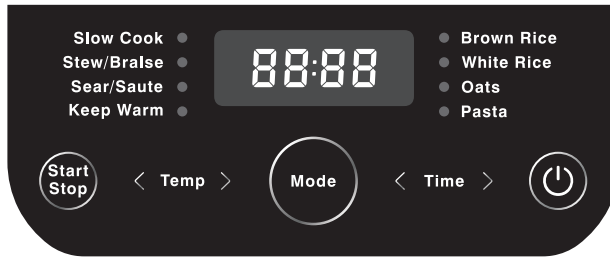 Slow Cook
Stew/Bralse
Sear/Saute
Keep Warm
88:88
Brown Rice
White Rice
Oats
Pasta
Start
Stop
< Temp >
Mode
< Time >